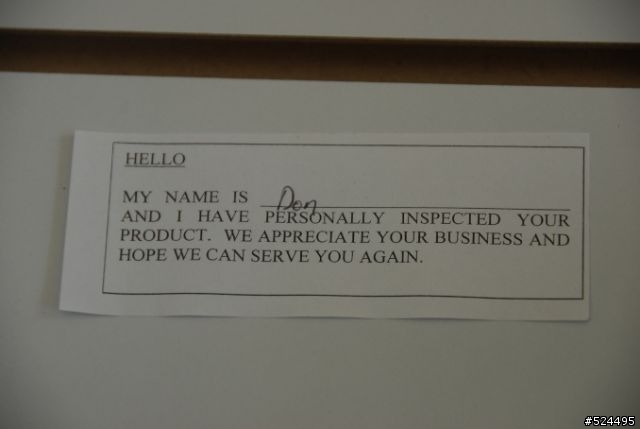 HELLO
MY NAME IS Don
AND I HAVE PERSONALLY INSPECTED YOUR
PRODUCT. WE APPRECIATE YOUR BUSINESS AND
HOPE WE CAN SERVE YOU AGAIN.
#524495